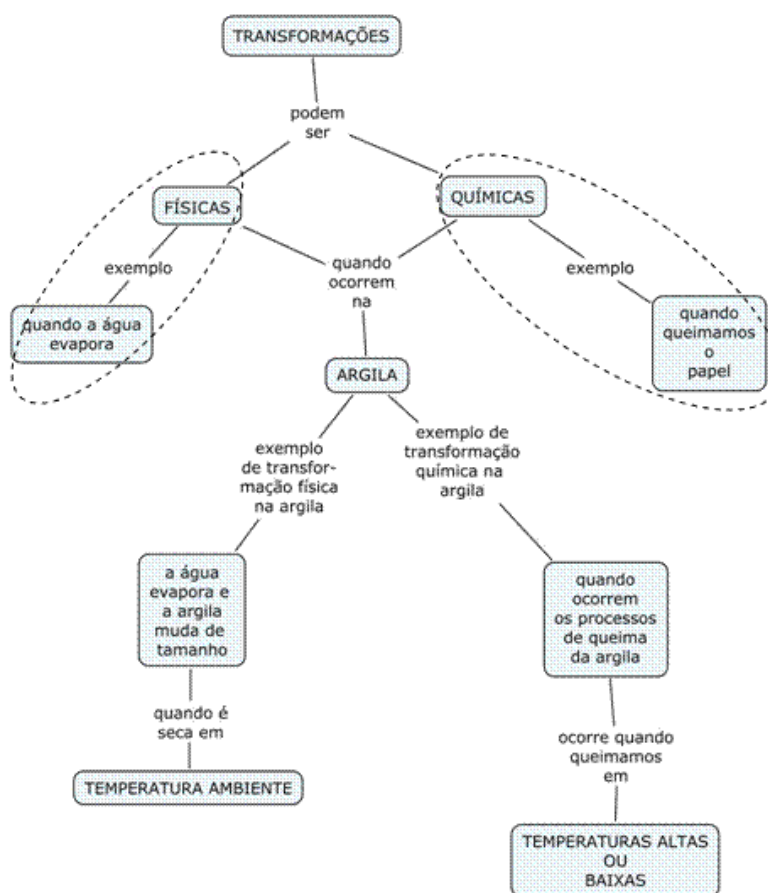 TRANSFORMAÇÕES
podem
ser
FÍSICAS
QUÍMICAS
exemplo
quando
ocorrem
na
exemplo
quando a água
evapora
quando
queimamos
o
papel
ARGILA
exemplo
de transfor-
mação física
na argila
exemplo de
transformação
química na
argila
a água
evapora e
a argila
muda de
tamanho
quando
ocorrem
os processos
de queima
da argila
quando é
seca em
ocorre quando
queimamos
em
TEMPERATURA AMBIENTE
TEMPERATURAS ALTAS
OU
BAIXAS